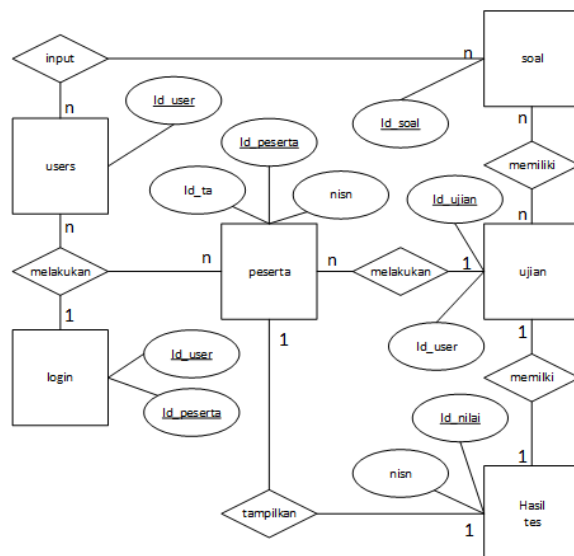 input
n
soal
Id_user
n
Id_soal
n
users
Id_peserta
memiliki
Id_ta
nisn
Id_ujian
n
n
melakukan
n
peserta
n
melakukan
1
ujian
1
1
Id_user
1
login
Id_user
memilki
Id_peserta
Id_nilai
1
nisn
Hasil
tes
tampilkan
1